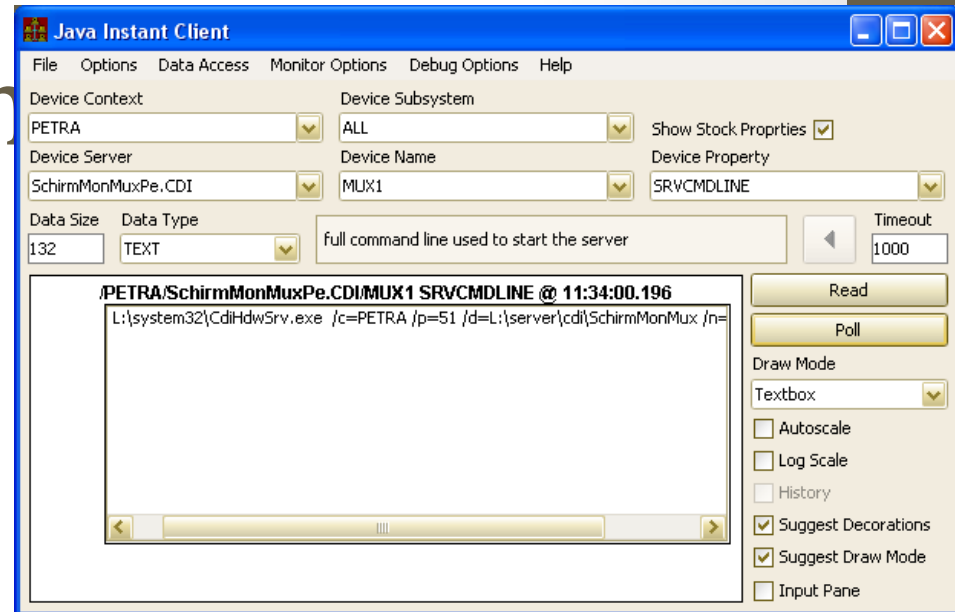 Java Instant Client
File Options Data Access Monitor Options Debug Options Help
Device Context Device Subsystem
PETRA ALL Show Stock Proprties
Device Server Device Name Device Property
SchirmMonMuxPe.CDI MUX1 SRVCMDLINE
Data Size Data Type Timeout
132 TEXT full command line used to start the server 1000
/PETRA/SchirmMonMuxPe.CDI/MUX1 SRVCMDLINE @ 11:34:00.196 Read
L:\system32\CdiHdwSrv.exe /c=PETRA /p=51 /d=L:\server\cdi\SchirmMonMux /n=
Poll
Draw Mode
Textbox
Autoscale
Log Scale
History
Suggest Decorations
Suggest Draw Mode
Input Pane